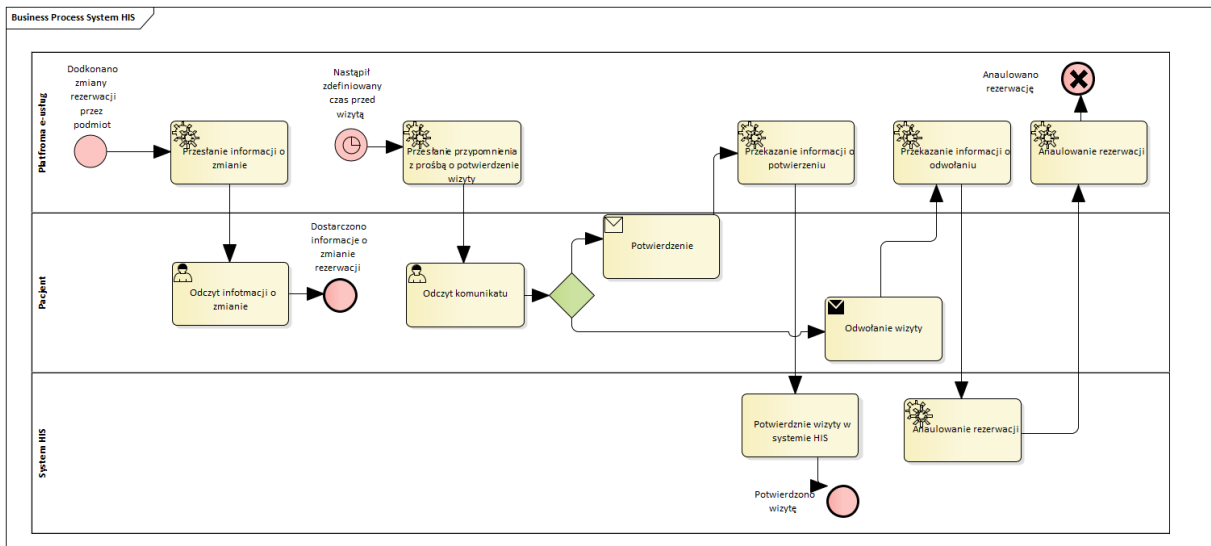 Business Process System HIS
Platfroma e-usług
Dodkonano
zmiany
rezerwacji
przez
podmiot
Przesłanie informacji o
zmianie
Nastąpił
zdefiniowany
czas przed
wizytą
Przesłanie przypomnienia
z prośbą o potwierdzenie
wizyty
Przekazanie informacji o
potwierzeniu
Przekazanie informacji o
odwołaniu
Anaulowano
rezerwację
Anaulowanie rezerwacji
Pacjent
Odczyt infotmacji o
zmianie
Dostarczono
informacje o
zmianie
rezerwacji
Odczyt komunikatu
Potwierdzenie
Odwołanie wizyty
System HIS
Potwierdznie wizyty w
systemie HIS
Potwierdzono
wizytę
Anaulowanie rezerwacji